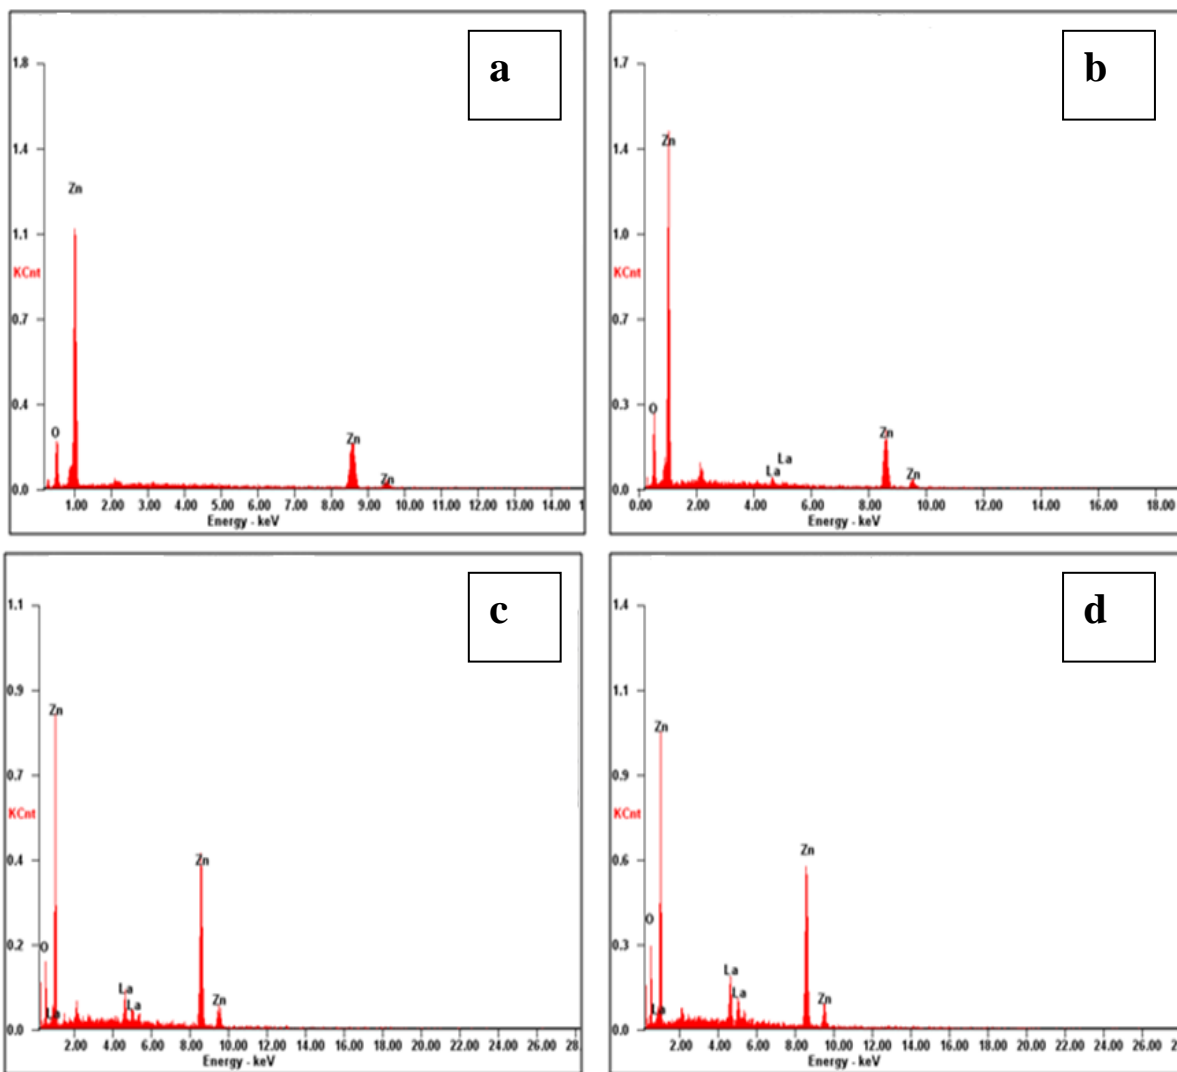 a
1.8
1.4
Zn
1.1
KCnt
0.7
0.4
O
Zn
Zn
0.0
1.00 2.00 3.00 4.00 5.00 6.00 7.00 8.00 9.00 10.00 11.00 12.00 13.00 14.00 1
Energy - keV
b
1.7
1.4
Zn
1.0
KCnt
0.7
0.3
O
La
La
Zn
Zn
0.0
0.00 2.00 4.00 6.00 8.00 10.00 12.00 14.00 16.00 18.00
Energy - keV
c
1.1
0.9
Zn
0.7
KCnt
0.4
Zn
0.2
O
La
La
La
Zn
0.0
2.00 4.00 6.00 8.00 10.00 12.00 14.00 16.00 18.00 20.00 22.00 24.00 26.00 28.
Energy - keV
d
1.4
1.1
Zn
0.9
KCnt
0.6
Zn
0.3
O
La
La
La
Zn
0.0
2.00 4.00 6.00 8.00 10.00 12.00 14.00 16.00 18.00 20.00 22.00 24.00 26.00 28.0
Energy - keV